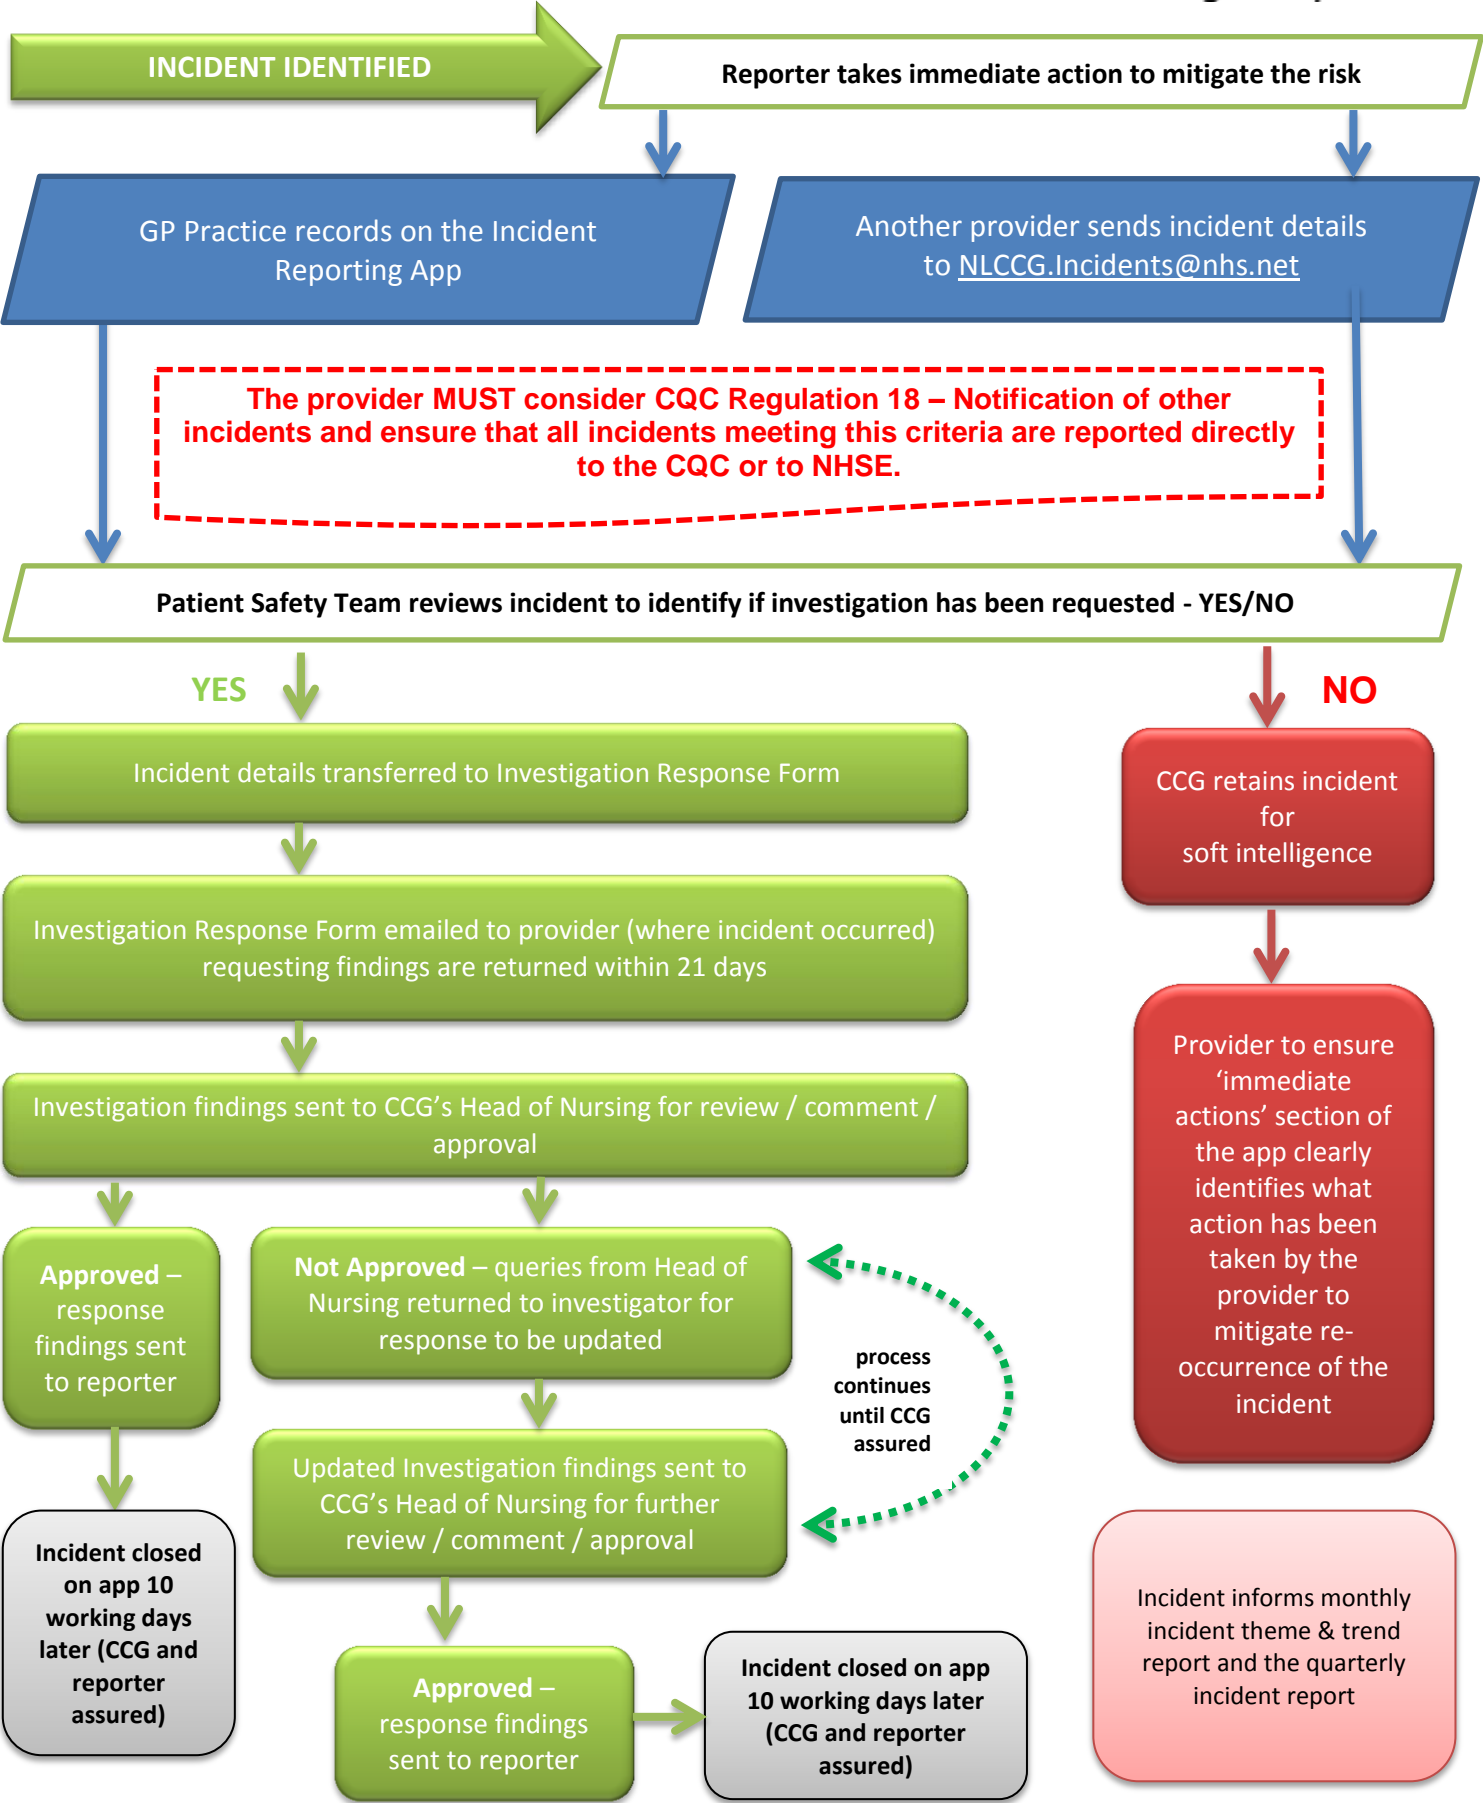 INCIDENT IDENTIFIED
Reporter takes immediate action to mitigate the risk
GP Practice records on the Incident
Reporting App
Another provider sends incident details
to NLCCG.Incidents@nhs.net
The provider MUST consider CQC Regulation 18 – Notification of other
incidents and ensure that all incidents meeting this criteria are reported directly
to the CQC or to NHSE.
Patient Safety Team reviews incident to identify if investigation has been requested - YES/NO
YES
NO
Incident details transferred to Investigation Response Form
Investigation Response Form emailed to provider (where incident occurred)
requesting findings are returned within 21 days
Investigation findings sent to CCG's Head of Nursing for review / comment /
approval
Approved –
response
findings sent
to reporter
Incident closed
on app 10
working days
later (CCG and
reporter
assured)
Not Approved – queries from Head of
Nursing returned to investigator for
response to be updated
process
continues
until CCG
assured
Updated Investigation findings sent to
CCG's Head of Nursing for further
review / comment / approval
Approved –
response findings
sent to reporter
Incident closed on app
10 working days later
(CCG and reporter
assured)
CCG retains incident
for
soft intelligence
Provider to ensure
‘immediate
actions’ section of
the app clearly
identifies what
action has been
taken by the
provider to
mitigate re-
occurrence of the
incident
Incident informs monthly
incident theme & trend
report and the quarterly
incident report